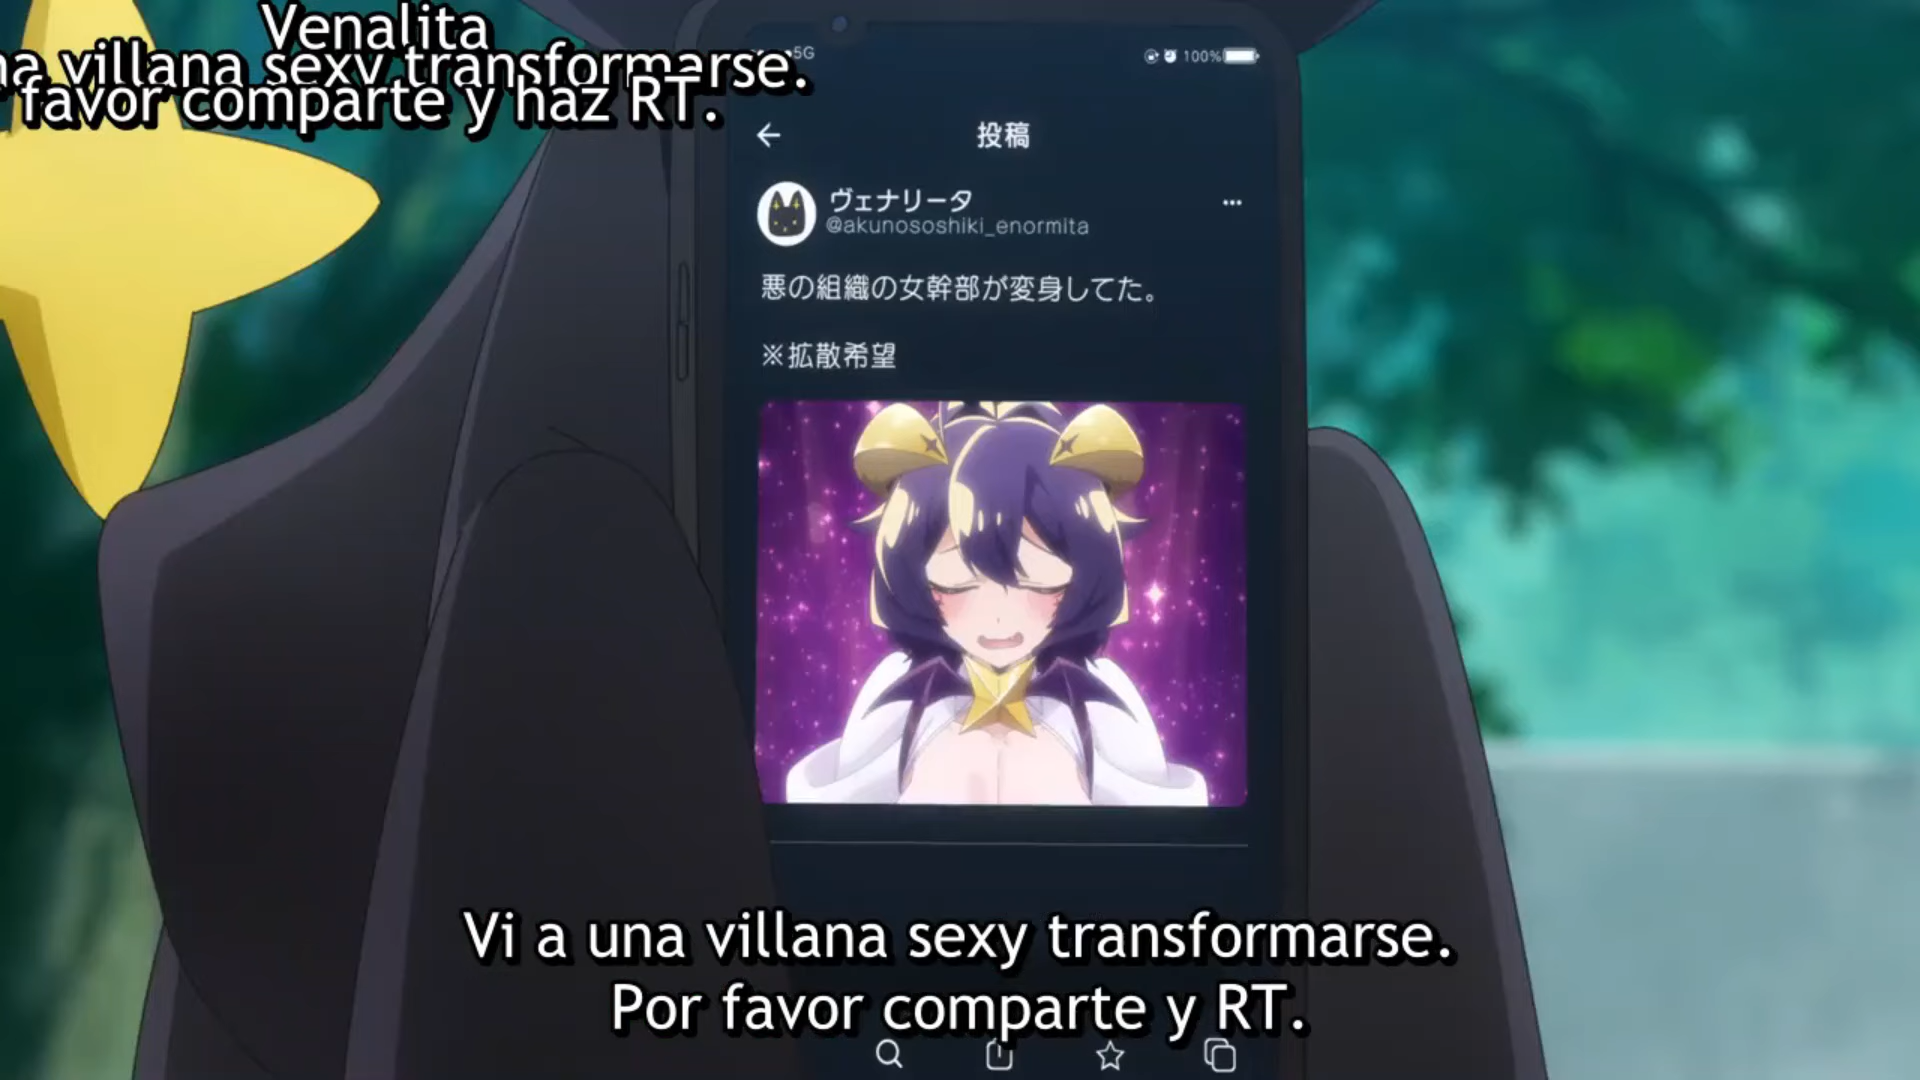 Venalita
na villana sexy transformarse.
favor comparte y haz RT.
5G
100%
投稿
ヴェナリータ
@akunososhiki_enormita
悪の組織の女幹部が変身してた。
※拡散希望
Vi a una villana sexy transformarse.
Por favor comparte y RT.